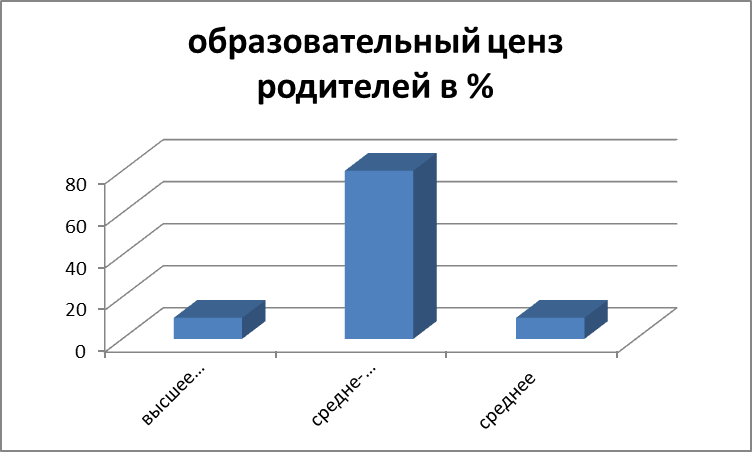 образовательный ценз
родителей в %
80
60
40
20
0
высшее...
средне-...
среднее